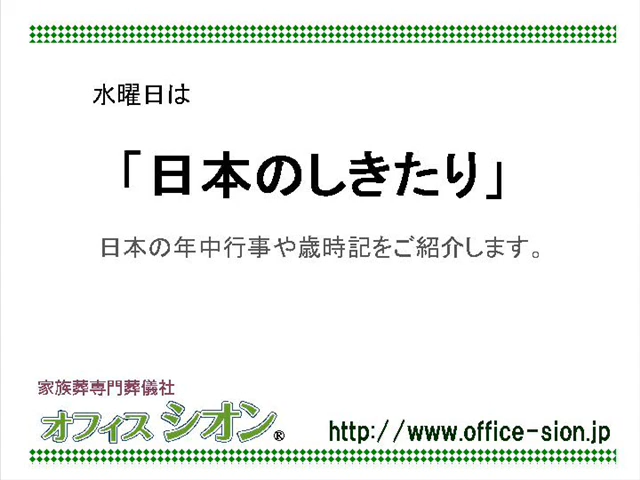 水曜日は
「日本のしきたり」
日本の年中行事や歳時記をご紹介します。
家族葬専門葬儀社
オフィスシオン®
http://www.office-sion.jp